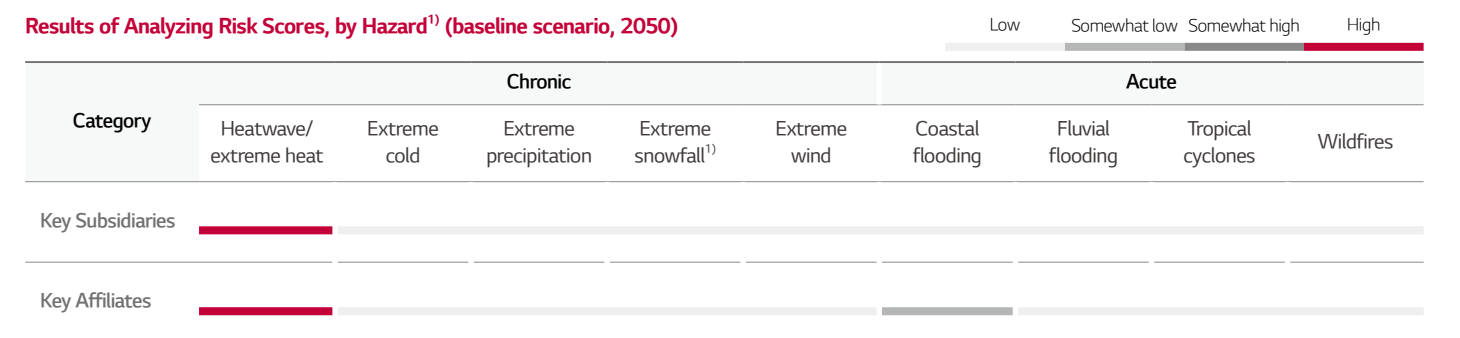 Results of Analyzing Risk Scores, by Hazard1) (baseline scenario, 2050)
Low Somewhat low Somewhat high High
Category
Chronic
Acute
Heatwave/
extreme heat
Extreme
cold
Extreme
precipitation
Extreme
snowfall1)
Extreme
wind
Coastal
flooding
Fluvial
flooding
Tropical
cyclones
Wildfires
Key Subsidiaries
Key Affiliates